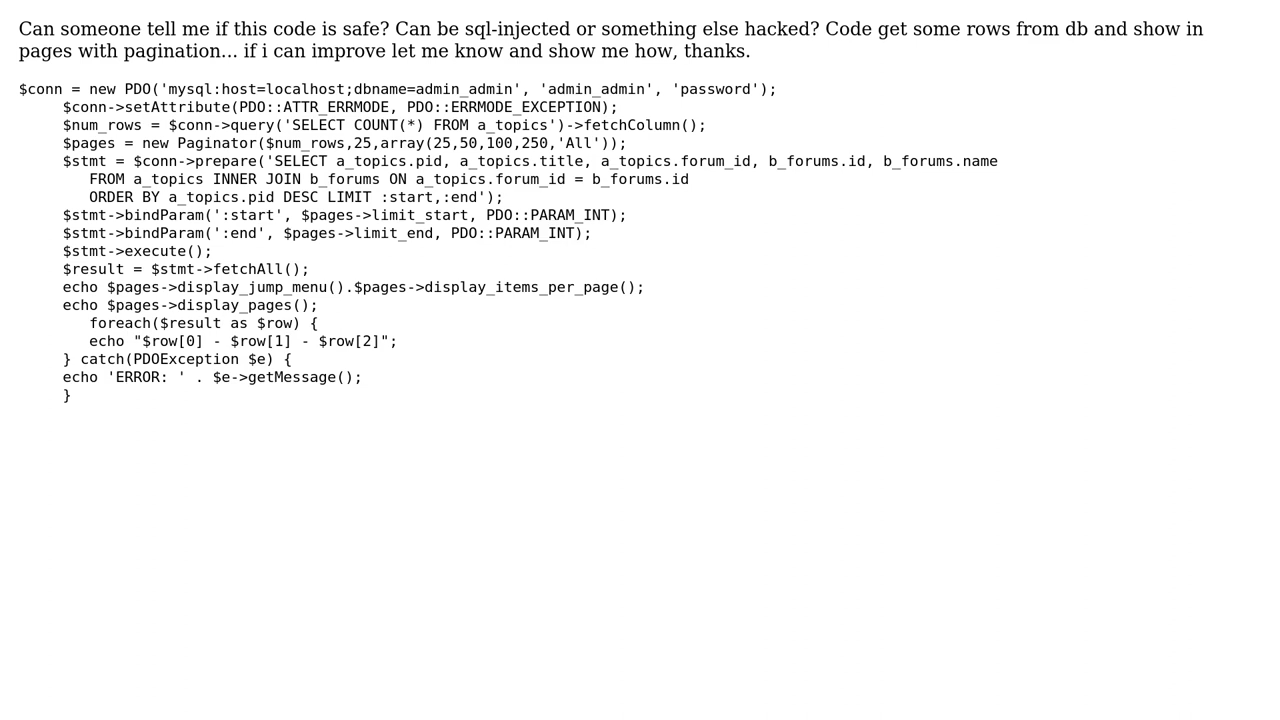 Can someone tell me if this code is safe? Can be sql-injected or something else hacked? Code get some rows from db and show in
pages with pagination... if i can improve let me know and show me how, thanks.
$conn = new PDO('mysql:host=localhost;dbname=admin_admin', 'admin_admin', 'password');
$conn->setAttribute(PDO::ATTR_ERRMODE, PDO::ERRMODE_EXCEPTION);
$num_rows = $conn->query('SELECT COUNT(*) FROM a_topics')->fetchColumn();
$pages = new Paginator($num_rows,25,array(25,50,100,250,'All'));
$stmt = $conn->prepare('SELECT a_topics.pid, a_topics.title, a_topics.forum_id, b_forums.id, b_forums.name
FROM a_topics INNER JOIN b_forums ON a_topics.forum_id = b_forums.id
ORDER BY a_topics.pid DESC LIMIT :start,:end');
$stmt->bindParam(':start', $pages->limit_start, PDO::PARAM_INT);
$stmt->bindParam(':end', $pages->limit_end, PDO::PARAM_INT);
$stmt->execute();
$result = $stmt->fetchAll();
echo $pages->display_jump_menu().$pages->display_items_per_page();
echo $pages->display_pages();
foreach($result as $row) {
echo "$row[0] - $row[1] - $row[2]";
} catch(PDOException $e) {
echo 'ERROR: ' . $e->getMessage();
}